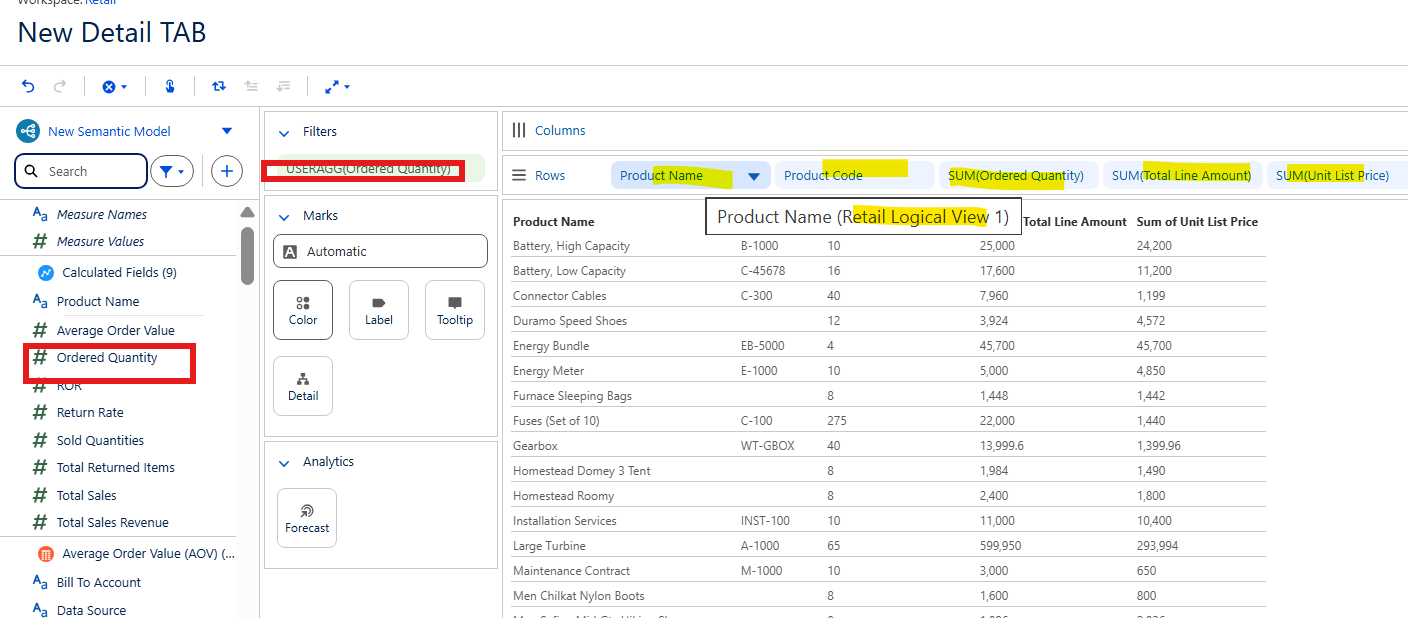 Workspace: Retail
New Detail TAB
New Semantic Model
Search
Measure Names
Measure Values
Calculated Fields (9)
Product Name
Average Order Value
Ordered Quantity
ROR
Return Rate
Sold Quantities
Total Returned Items
Total Sales
Total Sales Revenue
Average Order Value (AOV) (...
Bill To Account
Data Source
Filters
USERAGG(Ordered Quantity)
Marks
Automatic
Color Label Tooltip
Detail
Analytics
Forecast
Columns
Rows Product Name Product Code SUM(Ordered Quantity) SUM(Total Line Amount) SUM(Unit List Price)
Product Name (Retail Logical View 1)
Product Name Total Line Amount Sum of Unit List Price
Battery, High Capacity B-1000 10 25,000 24,200
Battery, Low Capacity C-45678 16 17,600 11,200
Connector Cables C-300 40 7,960 1,199
Duramo Speed Shoes 12 3,924 4,572
Energy Bundle EB-5000 4 45,700 45,700
Energy Meter E-1000 10 5,000 4,850
Furnace Sleeping Bags 8 1,448 1,442
Fuses (Set of 10) C-100 275 22,000 1,440
Gearbox WT-GBOX 40 13,999.6 1,399.96
Homestead Domey 3 Tent 8 1,984 1,490
Homestead Roomy 8 2,400 1,800
Installation Services INST-100 10 11,000 10,400
Large Turbine A-1000 65 599,950 293,994
Maintenance Contract M-1000 10 3,000 650
Men Chilkat Nylon Boots 8 1,600 800